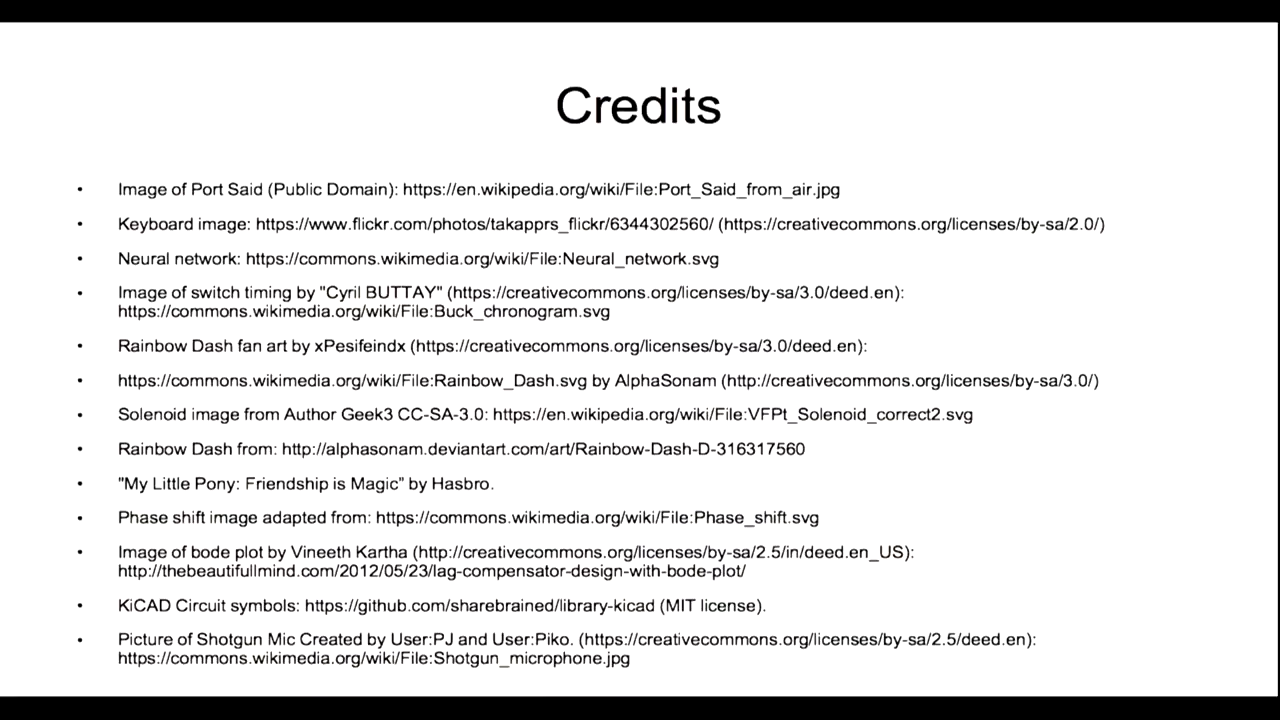 Credits
• Image of Port Said (Public Domain): https://en.wikipedia.org/wiki/File:Port_Said_from_air.jpg
• Keyboard image: https://www.flickr.com/photos/takapprs_flickr/6344302560/ (https://creativecommons.org/licenses/by-sa/2.0/)
• Neural network: https://commons.wikimedia.org/wiki/File:Neural_network.svg
• Image of switch timing by "Cyril BUTTAY" (https://creativecommons.org/licenses/by-sa/3.0/deed.en):
https://commons.wikimedia.org/wiki/File:Buck_chronogram.svg
• Rainbow Dash fan art by xPesifeindx (https://creativecommons.org/licenses/by-sa/3.0/deed.en):
• https://commons.wikimedia.org/wiki/File:Rainbow_Dash.svg by AlphaSonam (http://creativecommons.org/licenses/by-sa/3.0/)
• Solenoid image from Author Geek3 CC-SA-3.0: https://en.wikipedia.org/wiki/File:VFPt_Solenoid_correct2.svg
• Rainbow Dash from: http://alphasonam.deviantart.com/art/Rainbow-Dash-D-316317560
• "My Little Pony: Friendship is Magic” by Hasbro.
• Phase shift image adapted from: https://commons.wikimedia.org/wiki/File:Phase_shift.svg
• Image of bode plot by Vineeth Kartha (http://creativecommons.org/licenses/by-sa/2.5/in/deed.en_US):
http://thebeautifullmind.com/2012/05/23/lag-compensator-design-with-bode-plot/
• KiCAD Circuit symbols: https://github.com/sharebrained/library-kicad (MIT license).
• Picture of Shotgun Mic Created by User:PJ and User:Piko. (https://creativecommons.org/licenses/by-sa/2.5/deed.en):
https://commons.wikimedia.org/wiki/File:Shotgun_microphone.jpg